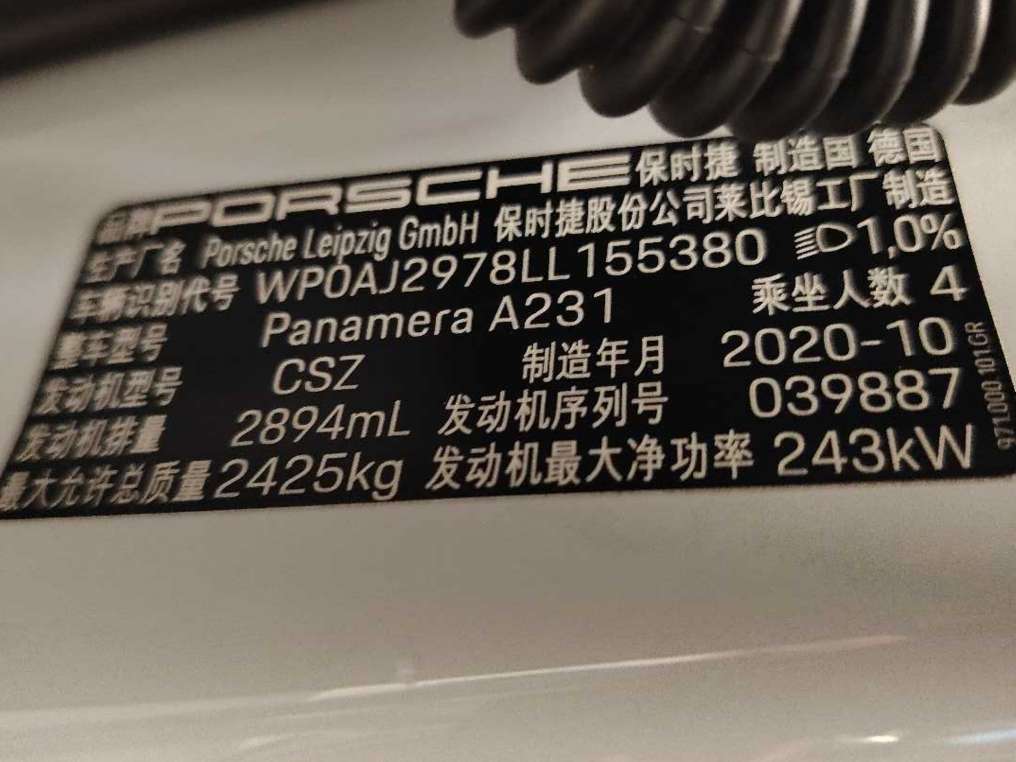 品牌 PORSCHE 保时捷 制造国 德国
生产厂名 Porsche Leipzig GmbH 保时捷股份公司莱比锡工厂制造
车辆识别代号 WP0AJ2978LL155380 1,0%
整车型号 Panamera A231 乘坐人数 4
发动机型号 CSZ 制造年月 2020-10
发动机排量 2894mL 发动机序列号 039887
最大允许总质量 2425kg 发动机最大净功率 243kW
971.000.101GR